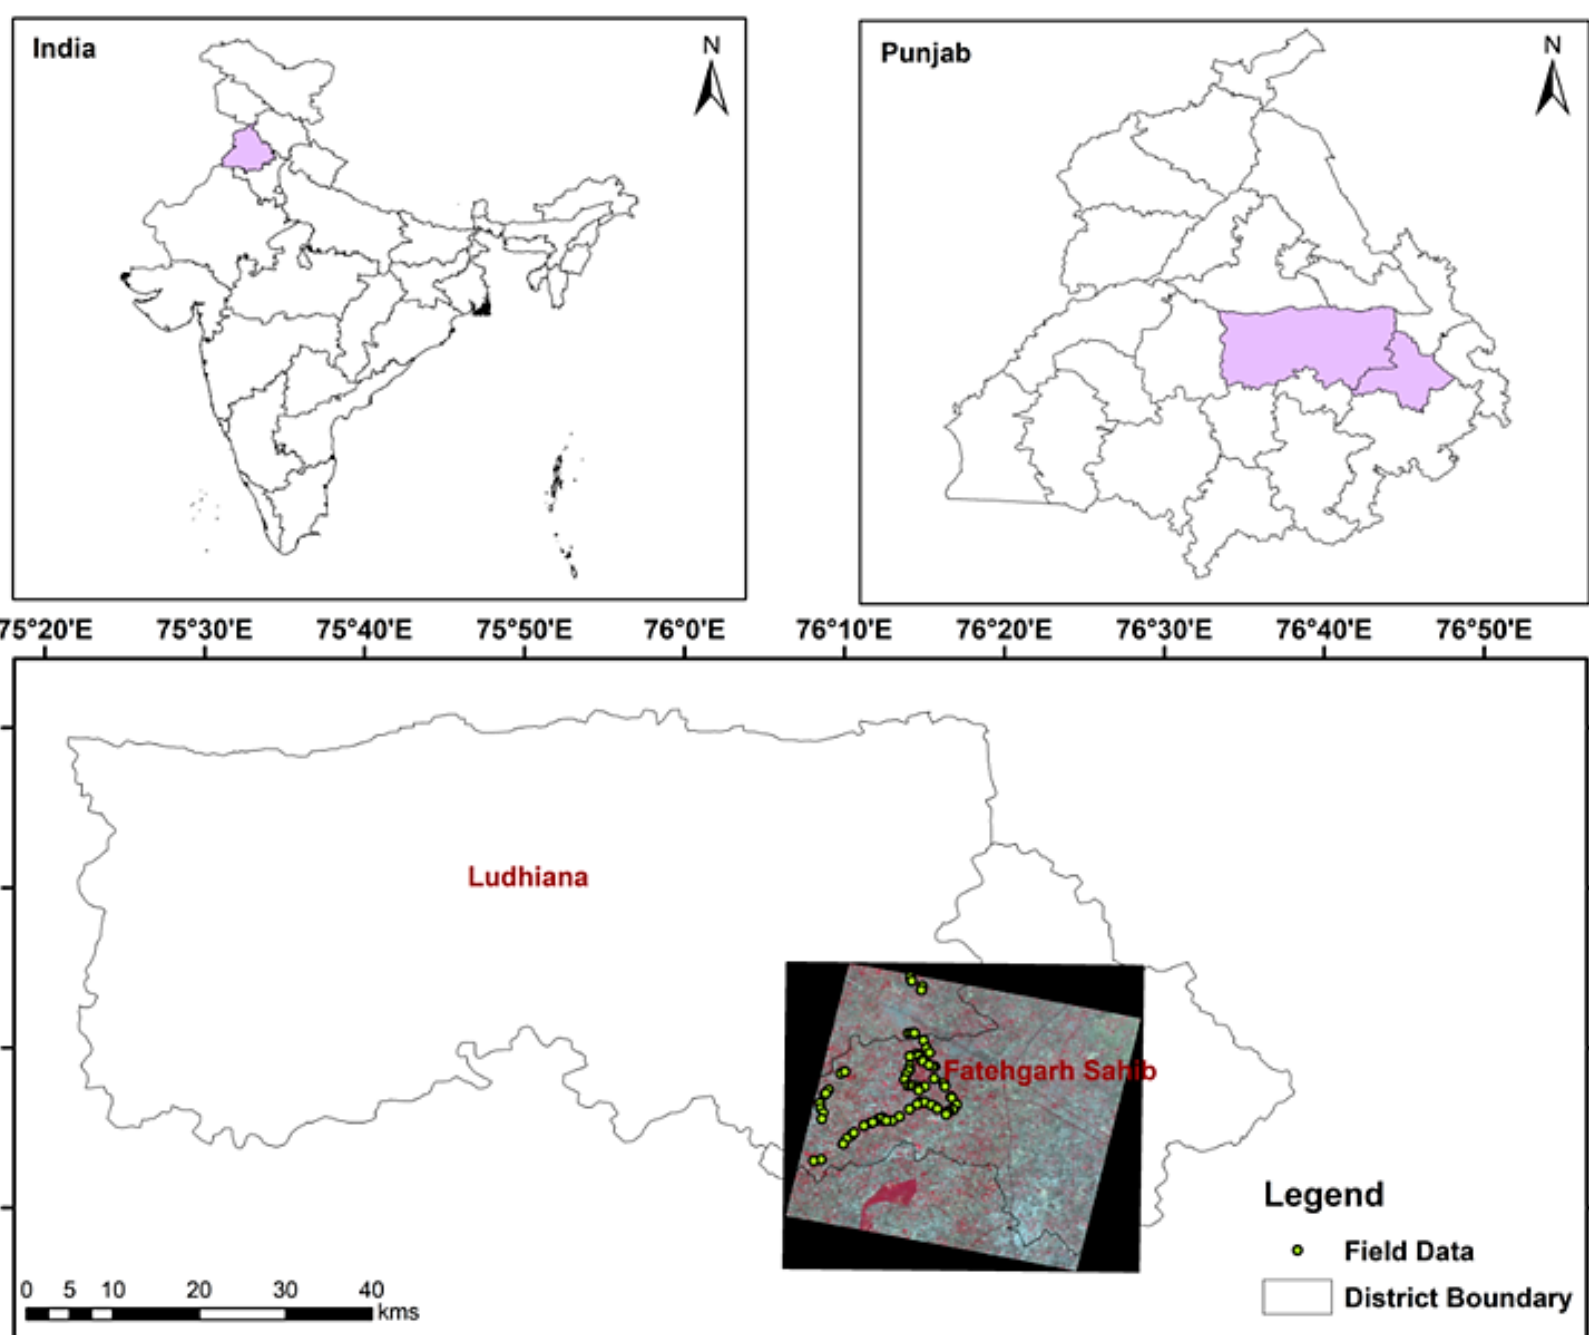 India
N
Punjab
N
75°20'E 75°30'E 75°40'E 75°50'E 76°0'E 76°10'E 76°20'E 76°30'E 76°40'E 76°50'E
Ludhiana
Fatehgarh Sahib
Legend
Field Data
District Boundary
0 5 10 20 30 40
kms